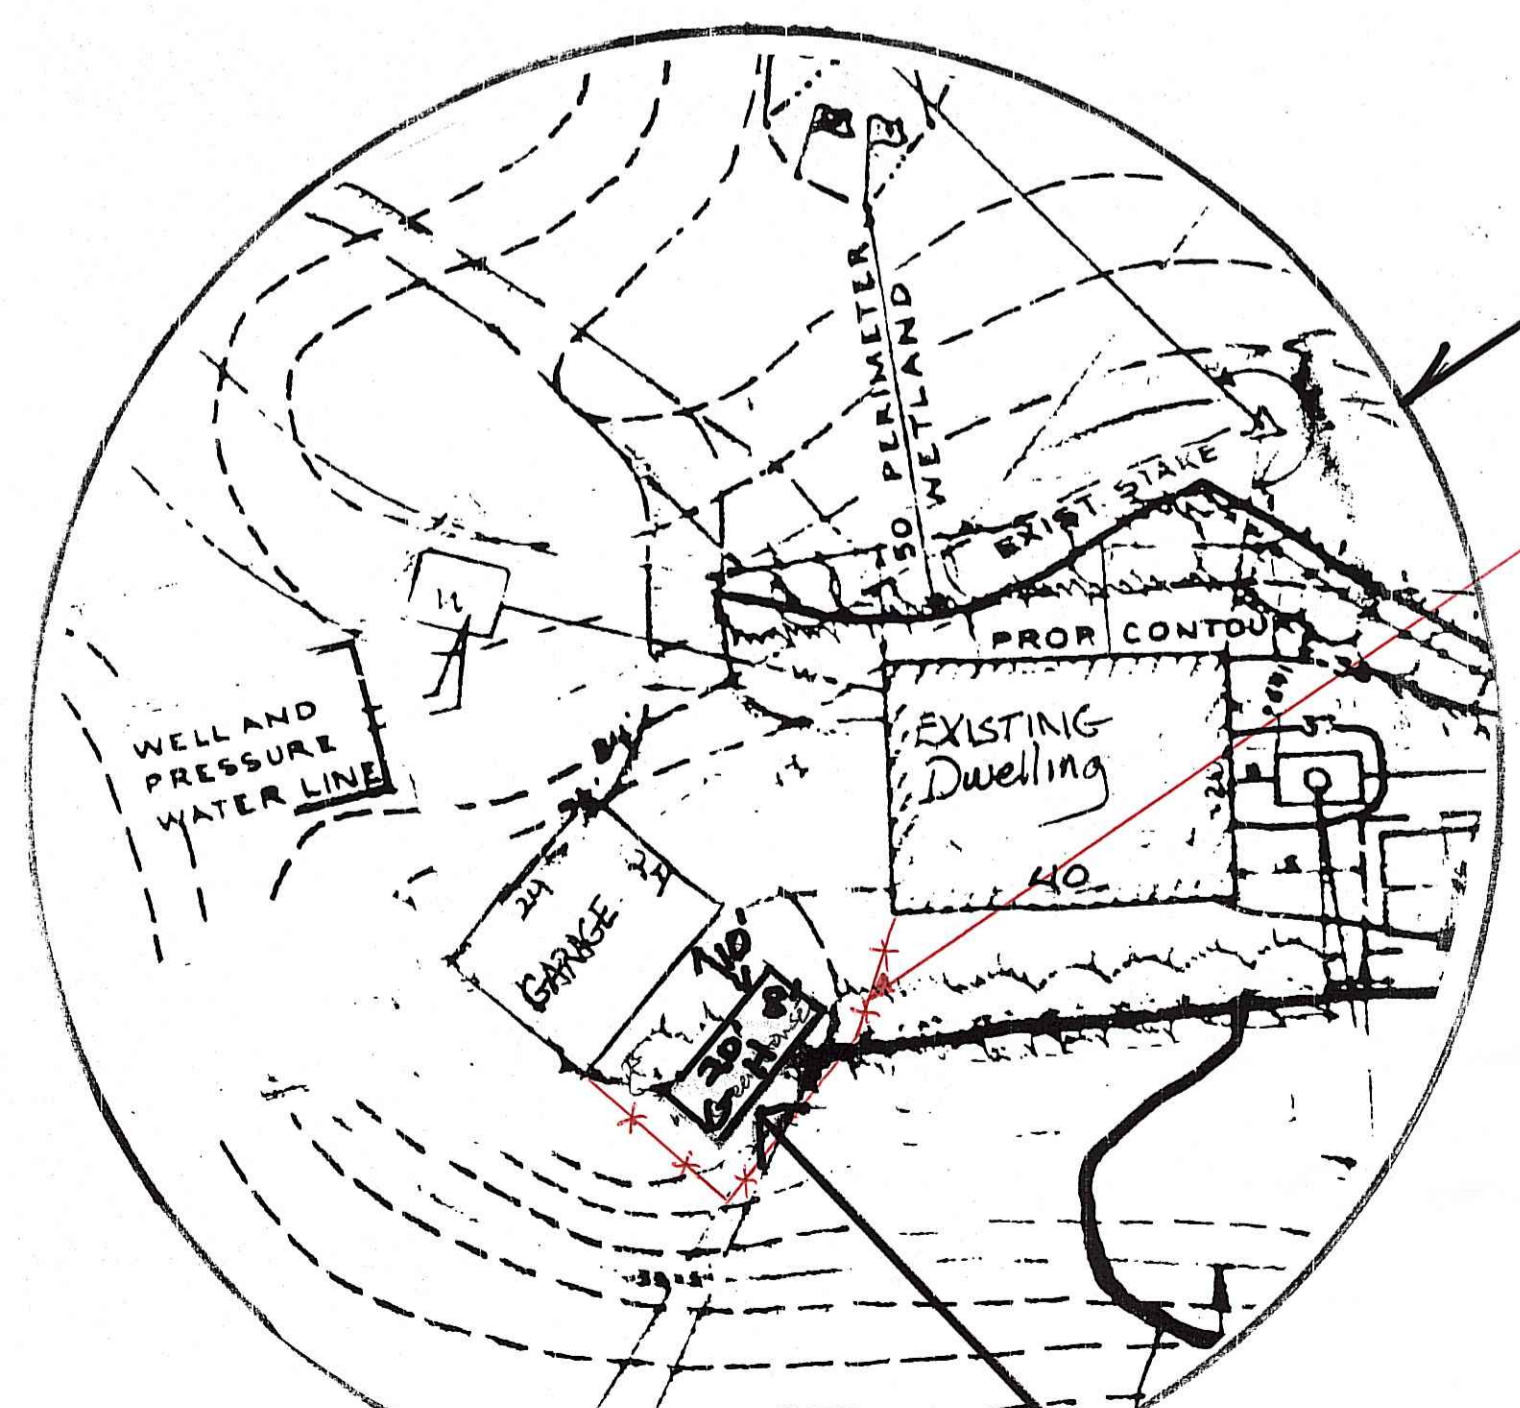 50 PERIMETER
WETLAND
EXIST. STAKE
PROP CONTOUR
WELL AND
PRESSURE
WATER LINE
EXISTING
Dwelling
40
24
24
GARAGE
10'
8'
20'